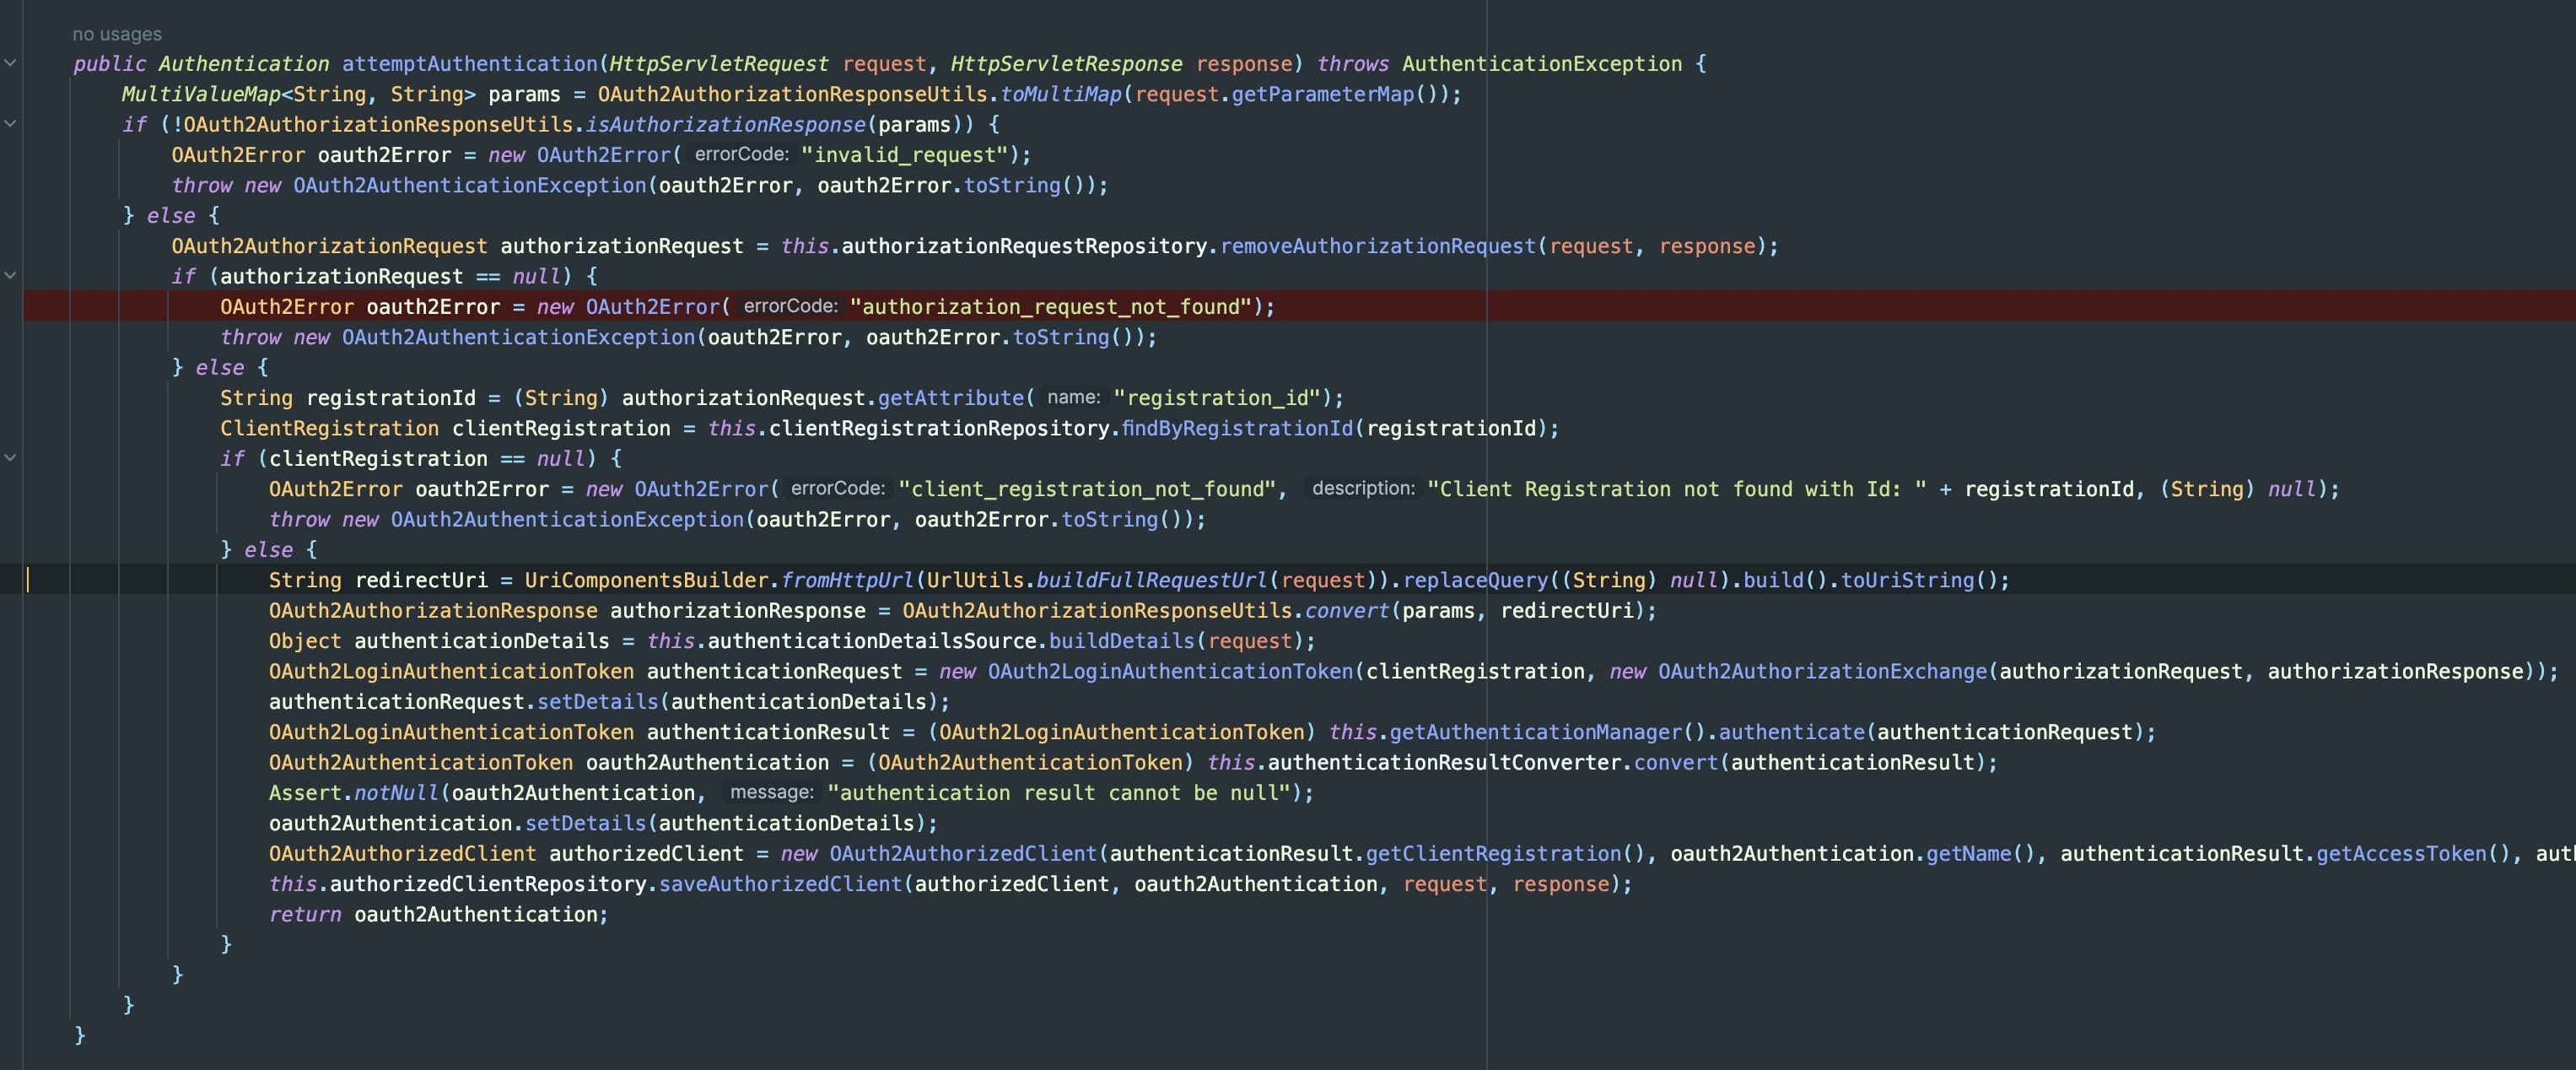 no usages
public Authentication attemptAuthentication(HttpServletRequest request, HttpServletResponse response) throws AuthenticationException {
MultiValueMap<String, String> params = OAuth2AuthorizationResponseUtils.toMultiMap(request.getParameterMap());
if (!OAuth2AuthorizationResponseUtils.isAuthorizationResponse(params)) {
OAuth2Error oauth2Error = new OAuth2Error( errorCode: "invalid_request");
throw new OAuth2AuthenticationException(oauth2Error, oauth2Error.toString());
} else {
OAuth2AuthorizationRequest authorizationRequest = this.authorizationRequestRepository.removeAuthorizationRequest(request, response);
if (authorizationRequest == null) {
OAuth2Error oauth2Error = new OAuth2Error( errorCode: "authorization_request_not_found");
throw new OAuth2AuthenticationException(oauth2Error, oauth2Error.toString());
} else {
String registrationId = (String) authorizationRequest.getAttribute( name: "registration_id");
ClientRegistration clientRegistration = this.clientRegistrationRepository.findByRegistrationId(registrationId);
if (clientRegistration == null) {
OAuth2Error oauth2Error = new OAuth2Error( errorCode: "client_registration_not_found", description: "Client Registration not found with Id: " + registrationId, (String) null);
throw new OAuth2AuthenticationException(oauth2Error, oauth2Error.toString());
} else {
String redirectUri = UriComponentsBuilder.fromHttpUrl(UrlUtils.buildFullRequestUrl(request)).replaceQuery((String) null).build().toUriString();
OAuth2AuthorizationResponse authorizationResponse = OAuth2AuthorizationResponseUtils.convert(params, redirectUri);
Object authenticationDetails = this.authenticationDetailsSource.buildDetails(request);
OAuth2LoginAuthenticationToken authenticationRequest = new OAuth2LoginAuthenticationToken(clientRegistration, new OAuth2AuthorizationExchange(authorizationRequest, authorizationResponse));
authenticationRequest.setDetails(authenticationDetails);
OAuth2LoginAuthenticationToken authenticationResult = (OAuth2LoginAuthenticationToken) this.getAuthenticationManager().authenticate(authenticationRequest);
OAuth2AuthenticationToken oauth2Authentication = (OAuth2AuthenticationToken) this.authenticationResultConverter.convert(authenticationResult);
Assert.notNull(oauth2Authentication, message: "authentication result cannot be null");
oauth2Authentication.setDetails(authenticationDetails);
OAuth2AuthorizedClient authorizedClient = new OAuth2AuthorizedClient(authenticationResult.getClientRegistration(), oauth2Authentication.getName(), authenticationResult.getAccessToken(),
this.authorizedClientRepository.saveAuthorizedClient(authorizedClient, oauth2Authentication, request, response);
return oauth2Authentication;
}
}
}
}